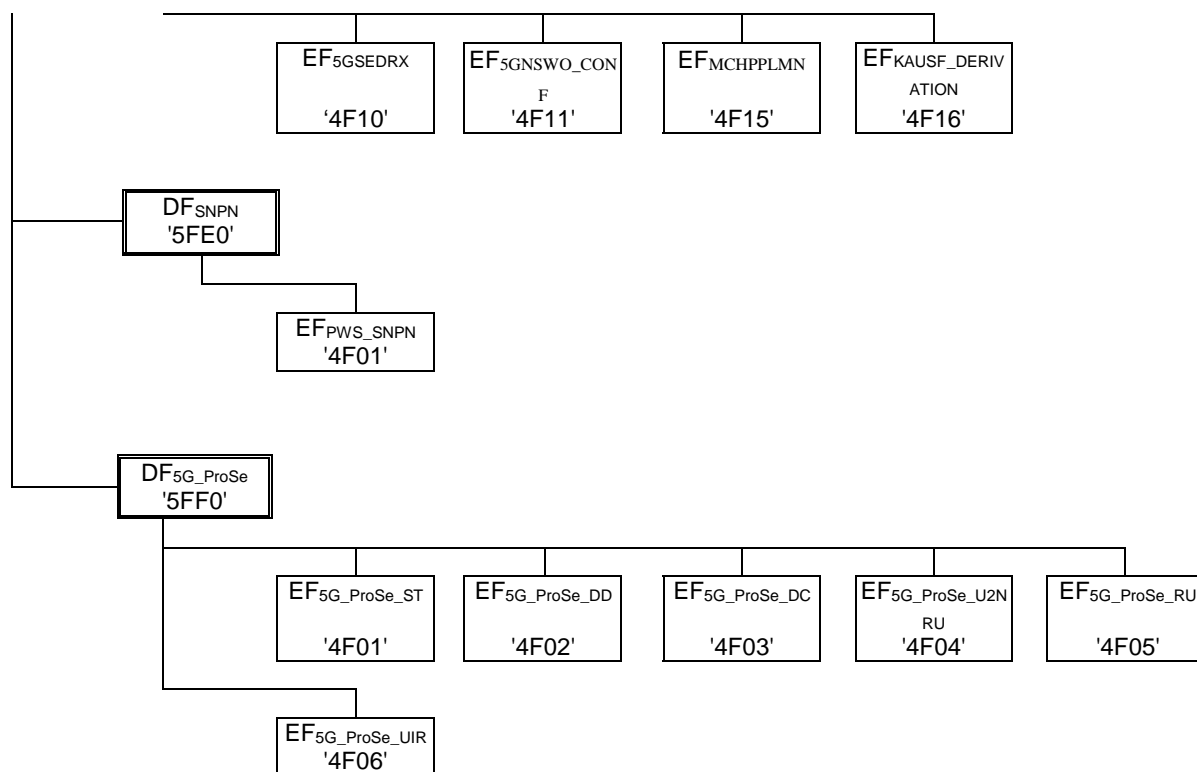 EF5GSEDRX
‘4F10'
EF5GNSWO_CON
F
'4F11'
EFMCHPPLMN
'4F15'
EFKAUSF_DERIV
ATION
'4F16'
DFSNPN
'5FE0'
EFPWS_SNPN
'4F01'
DF5G_ProSe
'5FF0'
EF5G_ProSe_ST
'4F01'
EF5G_ProSe_DD
'4F02'
EF5G_ProSe_DC
'4F03'
EF5G_ProSe_U2N
RU
'4F04'
EF5G_ProSe_RU
'4F05'
EF5G_ProSe_UIR
'4F06'